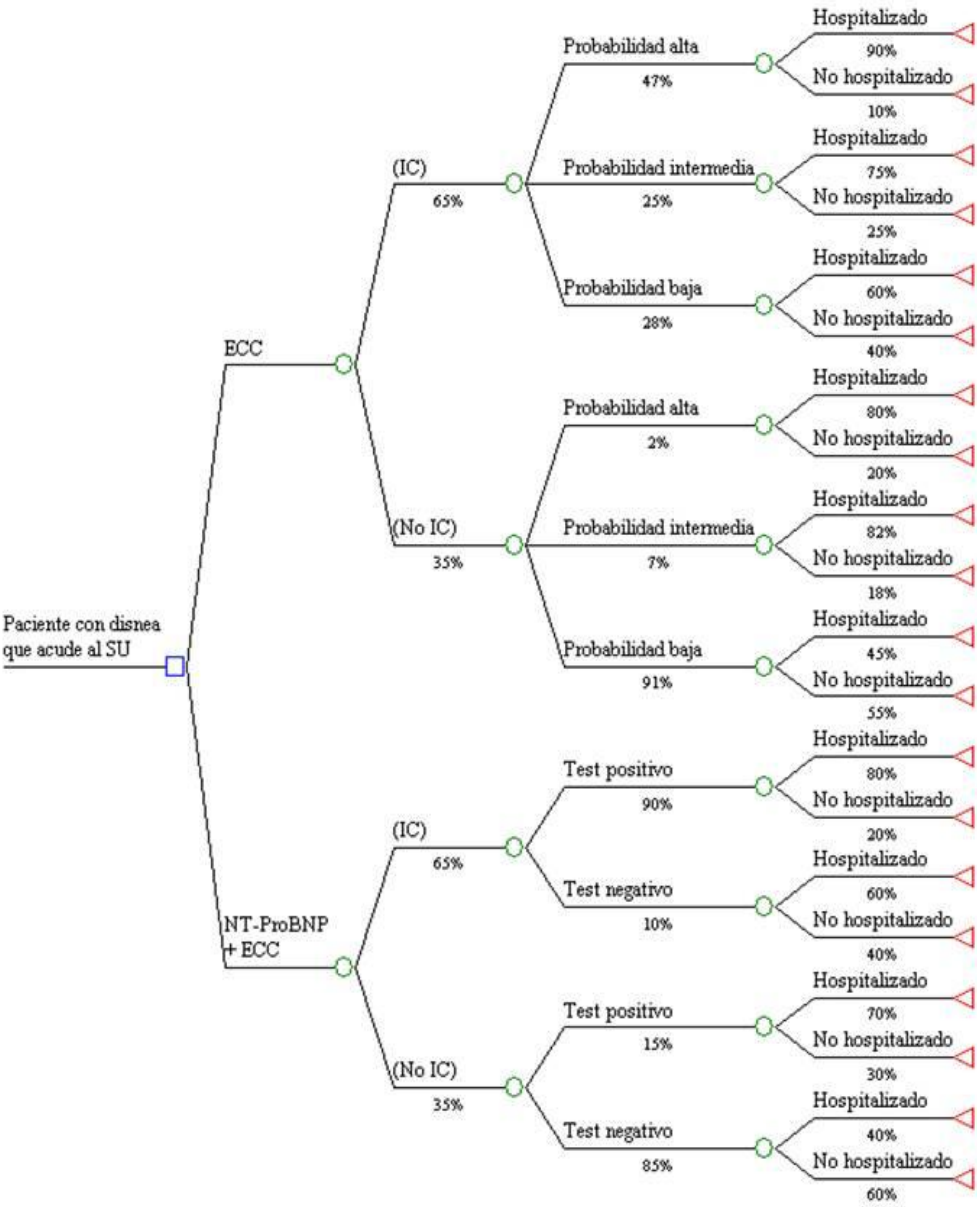 Hospitalizado
90%
Probabilidad alta
47%
No hospitalizado
10%
Hospitalizado
75%
(IC)
65%
Probabilidad intermedia
25%
No hospitalizado
25%
Hospitalizado
60%
Probabilidad baja
28%
No hospitalizado
40%
ECC
Hospitalizado
80%
Probabilidad alta
2%
No hospitalizado
20%
Hospitalizado
82%
(No IC)
35%
Probabilidad intermedia
7%
No hospitalizado
18%
Hospitalizado
45%
Probabilidad baja
91%
No hospitalizado
55%
Paciente con disnea
que acude al SU
Hospitalizado
80%
Test positivo
90%
No hospitalizado
20%
(IC)
65%
Hospitalizado
60%
Test negativo
10%
No hospitalizado
40%
NT-ProBNP
+ ECC
Hospitalizado
70%
Test positivo
15%
No hospitalizado
30%
(No IC)
35%
Hospitalizado
40%
Test negativo
85%
No hospitalizado
60%